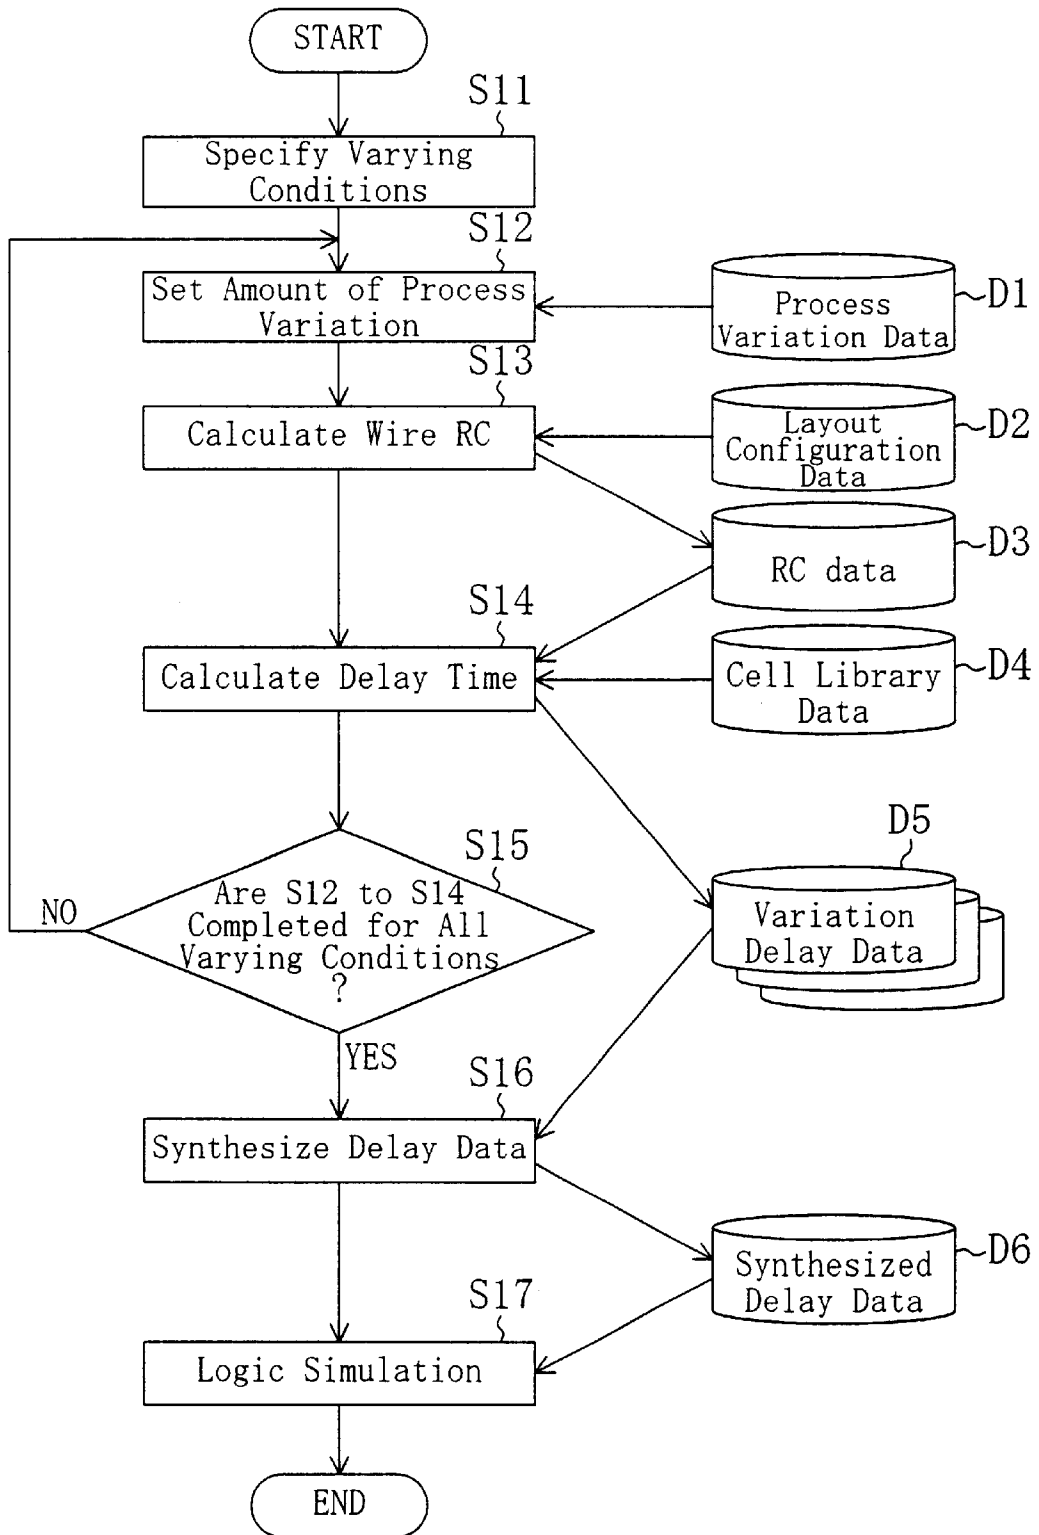 START
S11
Specify Varying
Conditions
S12
Set Amount of Process
Variation
Process
Variation Data
D1
S13
Calculate Wire RC
Layout
Configuration
Data
D2
RC data
D3
S14
Calculate Delay Time
Cell Library
Data
D4
S15
Are S12 to S14
Completed for All
Varying Conditions
?
NO
YES
D5
Variation
Delay Data
S16
Synthesize Delay Data
Synthesized
Delay Data
D6
S17
Logic Simulation
END